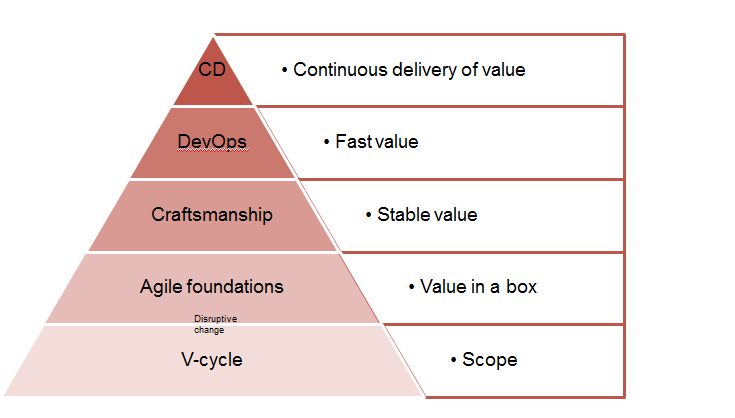 CD
• Continuous delivery of value
DevOps
• Fast value
Craftsmanship
• Stable value
Agile foundations
• Value in a box
Disruptive
change
V-cycle
• Scope